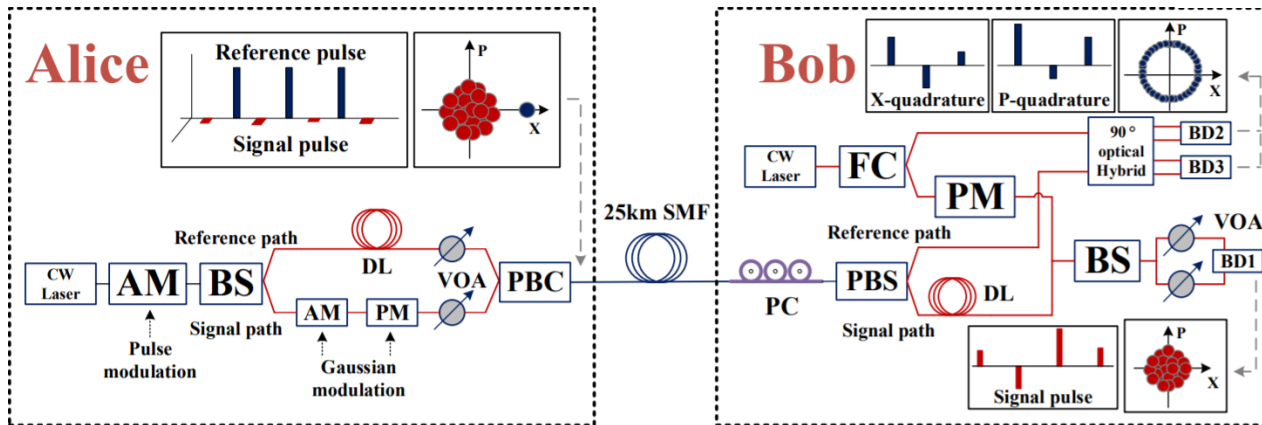 Alice
Reference pulse
Signal pulse
P
X
CW
Laser
AM
Pulse
modulation
BS
Reference path
Signal path
DL
AM
PM
Gaussian
modulation
VOA
PBC
25km SMF
Bob
X-quadrature
P-quadrature
P
X
CW
Laser
FC
PM
90°
optical
Hybrid
BD2
BD3
Reference path
PC
PBS
DL
Signal path
BS
VOA
BD1
Signal pulse
P
X